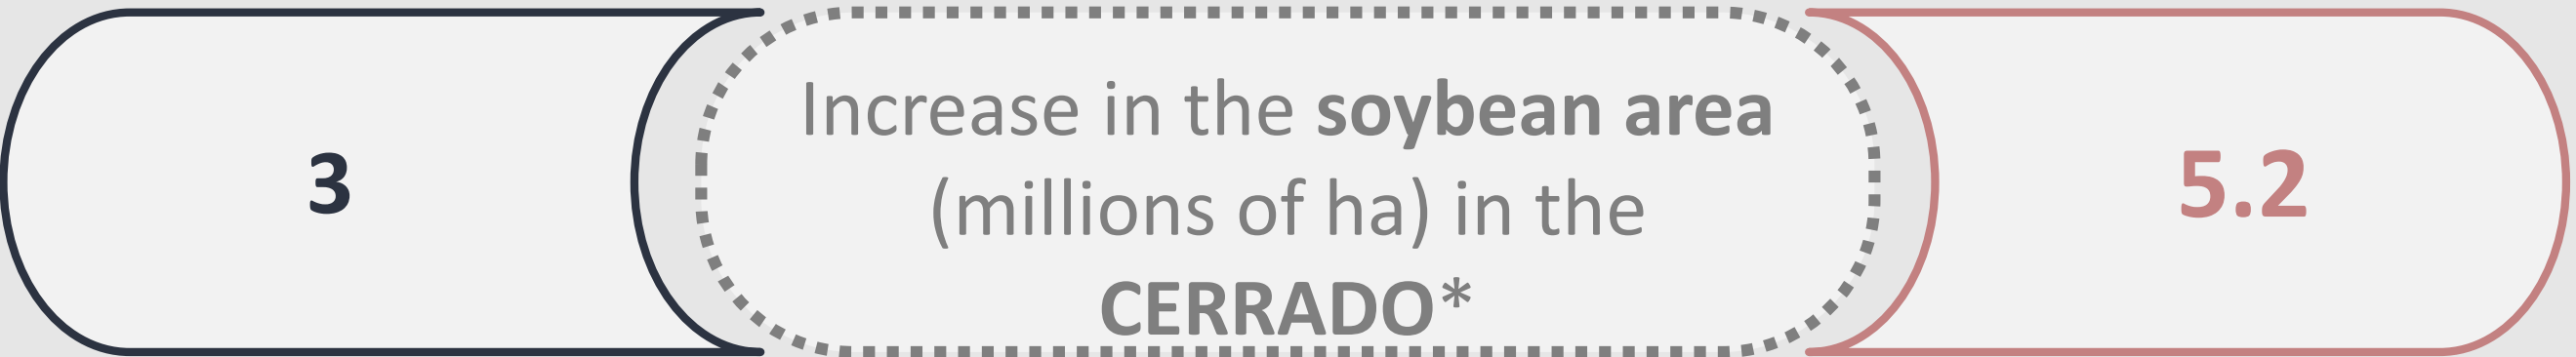 3
Increase in the soybean area
(millions of ha) in the
CERRADO*
5.2